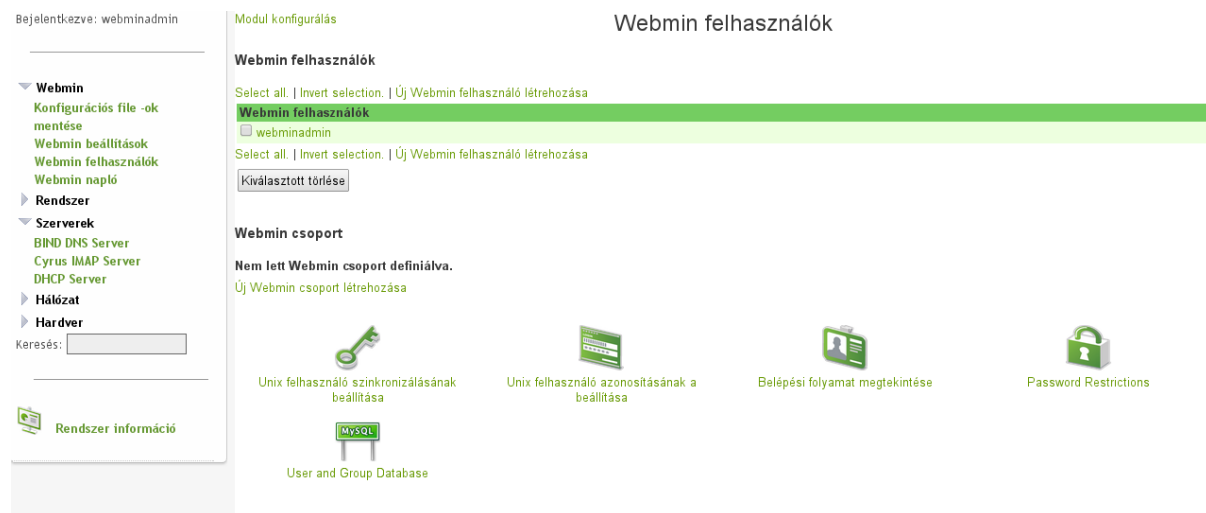 Bejelentkezve: webminadmin
Webmin
Konfigurációs file -ok
mentése
Webmin beállítások
Webmin felhasználók
Webmin napló
Rendszer
Szerverek
BIND DNS Server
Cyrus IMAP Server
DHCP Server
Hálózat
Hardver
Keresés:
Rendszer információ
Modul konfigurálás
Webmin felhasználók
Webmin felhasználók
Select all. | Invert selection. | Új Webmin felhasználó létrehozása
Webmin felhasználók
webminadmin
Select all. | Invert selection. | Új Webmin felhasználó létrehozása
Kiválasztott törlése
Webmin csoport
Nem lett Webmin csoport definiálva.
Új Webmin csoport létrehozása
Unix felhasználó szinkronizálásának
beállítása
Unix felhasználó azonosításának a
beállítása
Belépési folyamat megtekintése
Password Restrictions
MySQL
User and Group Database